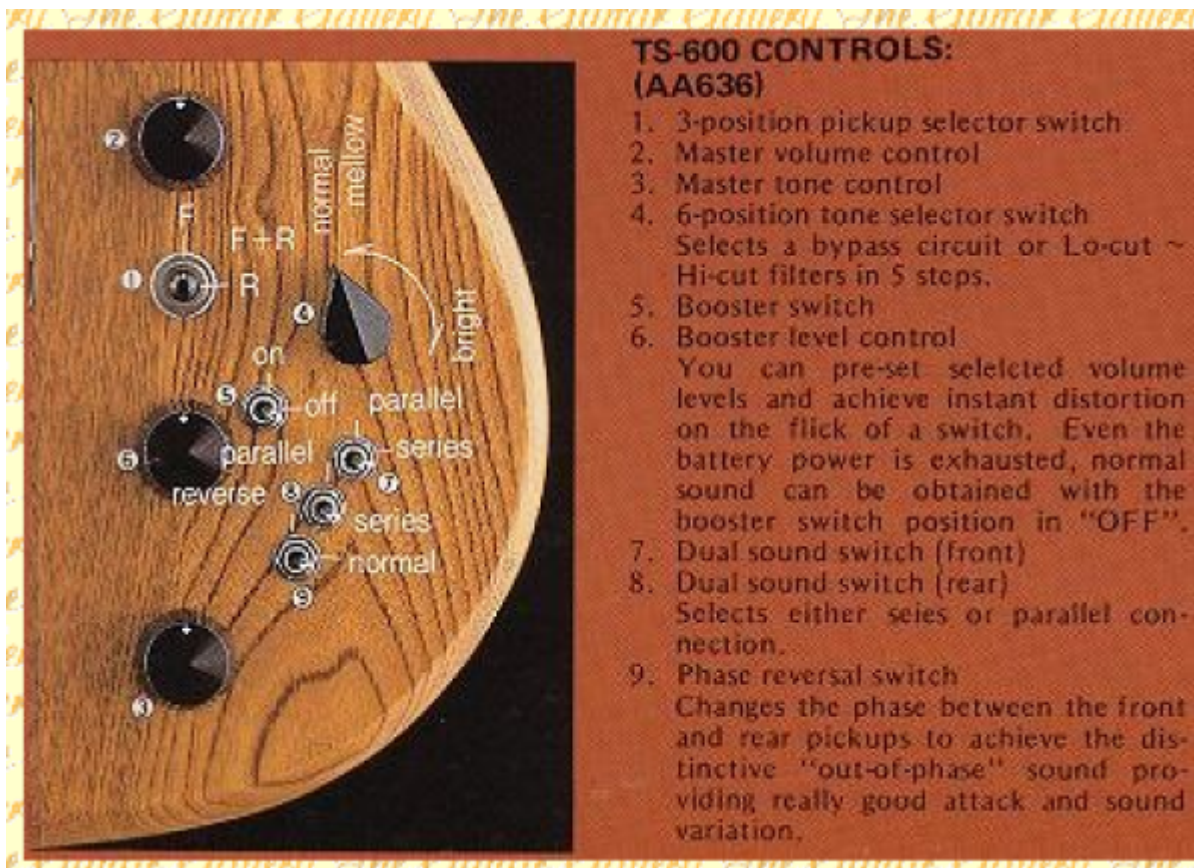 ②
n
F+R
① R
normal
mellow
bright
④
on
⑤ off
parallel
⑥ parallel
series
⑦
reverse
⑧
series
normal
⑨
③
TS-600 CONTROLS:
(AA636)
1. 3-position pickup selector switch
2. Master volume control
3. Master tone control
4. 6-position tone selector switch
Selects a bypass circuit or Lo-cut ~
Hi-cut filters in 5 steps.
5. Booster switch
6. Booster level control
You can pre-set selelcted volume
levels and achieve instant distortion
on the flick of a switch. Even the
battery power is exhausted, normal
sound can be obtained with the
booster switch position in "OFF".
7. Dual sound switch (front)
8. Dual sound switch (rear)
Selects either seies or parallel con-
nection.
9. Phase reversal switch
Changes the phase between the front
and rear pickups to achieve the dis-
tinctive "out-of-phase" sound pro-
viding really good attack and sound
variation.